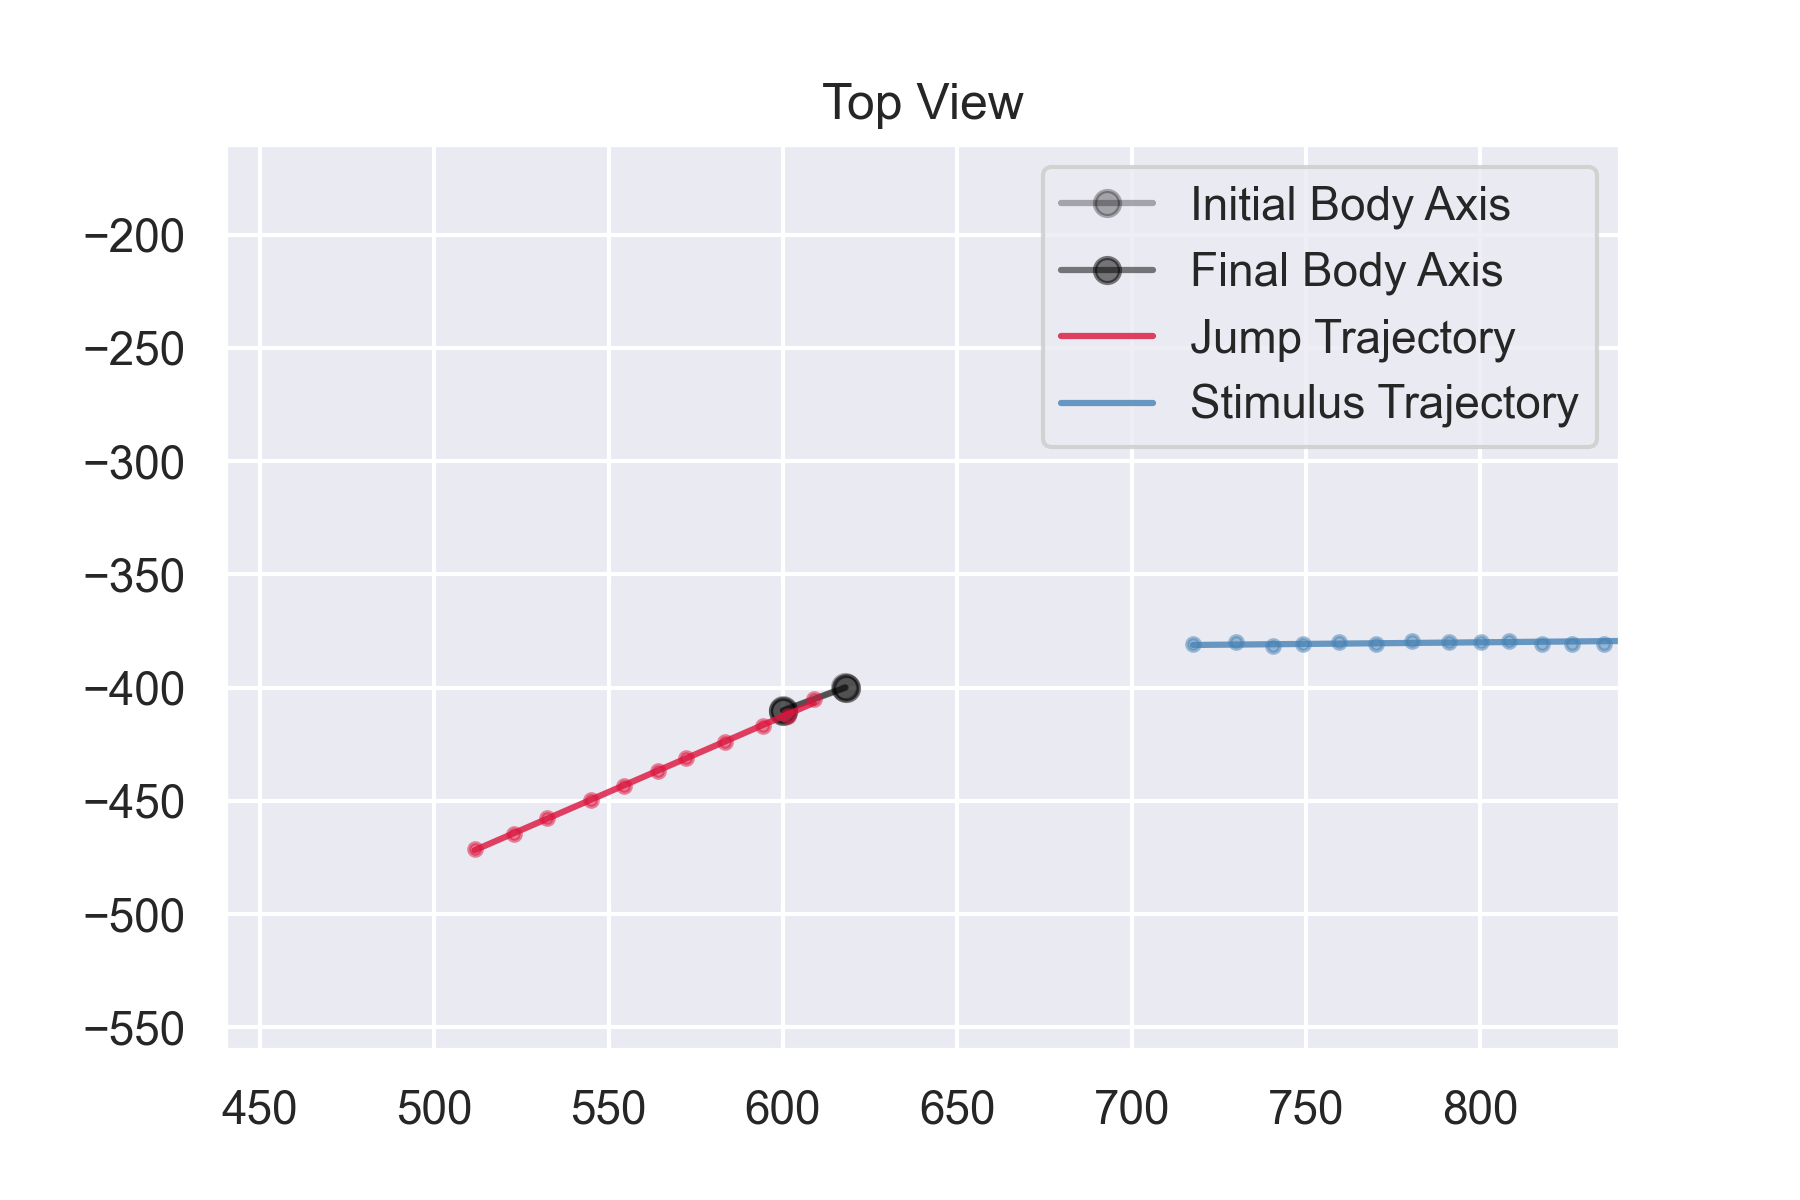 Top View
Initial Body Axis
Final Body Axis
Jump Trajectory
Stimulus Trajectory
−200
−250
−300
−350
−400
−450
−500
−550
450 500 550 600 650 700 750 800